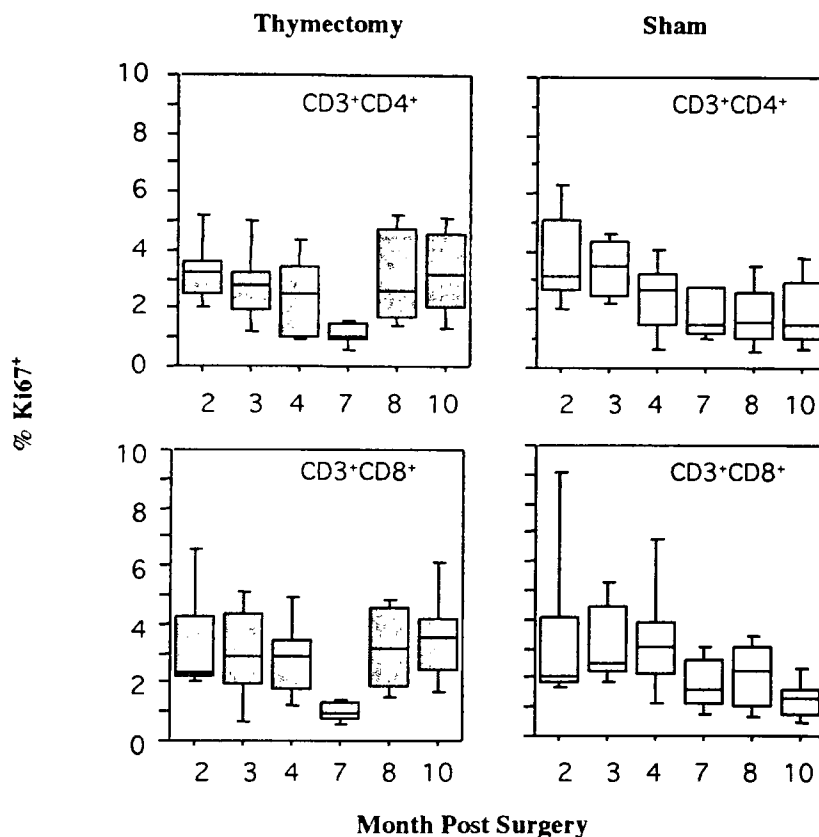 Thymectomy Sham
10 CD3⁺CD4⁺ CD3⁺CD4⁺
8
6
4
2
0
2 3 4 7 8 10 2 3 4 7 8 10
% Ki67⁺
10 CD3⁺CD8⁺ CD3⁺CD8⁺
8
6
4
2
0
2 3 4 7 8 10 2 3 4 7 8 10
Month Post Surgery